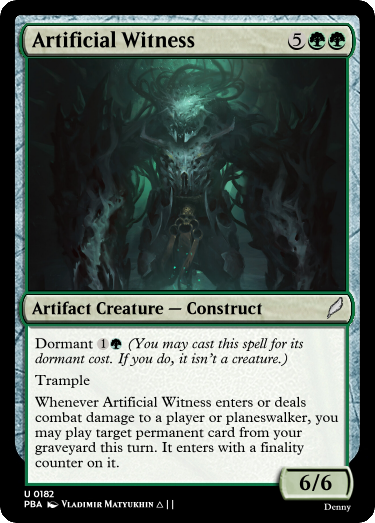 Artificial Witness 5
Artifact Creature — Construct
Dormant 1 (You may cast this spell for its
dormant cost. If you do, it isn't a creature.)
Trample
Whenever Artificial Witness enters or deals
combat damage to a player or planeswalker, you
may play target permanent card from your
graveyard this turn. It enters with a finality
counter on it.
6/6
U 0182
PBA Vladimir Matyukhin △ ||
Denny